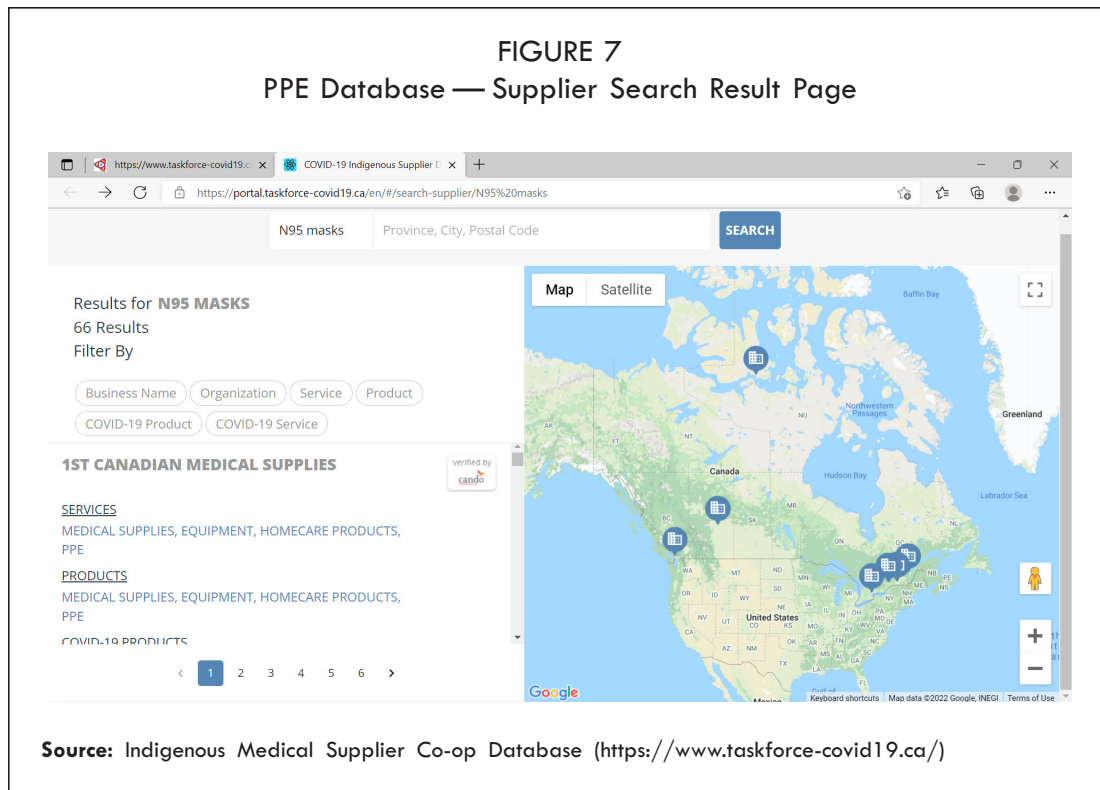 FIGURE 7
PPE Database — Supplier Search Result Page
https://www.taskforce-covid19.c
COVID-19 Indigenous Supplier D
https://portal.taskforce-covid19.ca/en/#/search-supplier/N95%20masks
N95 masks
Province, City, Postal Code
SEARCH
Results for N95 MASKS
66 Results
Filter By
Business Name
Organization
Service
Product
COVID-19 Product
COVID-19 Service
1ST CANADIAN MEDICAL SUPPLIES
verified by
cando
SERVICES
MEDICAL SUPPLIES, EQUIPMENT, HOMECARE PRODUCTS,
PPE
PRODUCTS
MEDICAL SUPPLIES, EQUIPMENT, HOMECARE PRODUCTS,
PPE
COVID-19 PRODUCTS
< 1 2 3 4 5 6 >
Map
Satellite
Baffin Bay
Northwestern
Passages
Greenland
AK
YT
NT
NU
Canada
Hudson Bay
Labrador Sea
BC
SK
MB
ON
QC
NL
NB
PE
NS
WA
MT
ND
MN
OR
ID
WY
SD
WI
MI
NY
ME
NH
MA
NE
IA
IL
IN
OH
PA
MD
DE
NV
UT
United States
CO
KS
MO
KY
WV
VA
CA
AZ
NM
OK
AR
TN
NC
SC
MS
AL
GA
TX
LA
FL
Gulf of
Mexico
Google
Keyboard shortcuts
Map data ©2022 Google, INEGI
Terms of Use
Source: Indigenous Medical Supplier Co-op Database (https://www.taskforce-covid19.ca/)